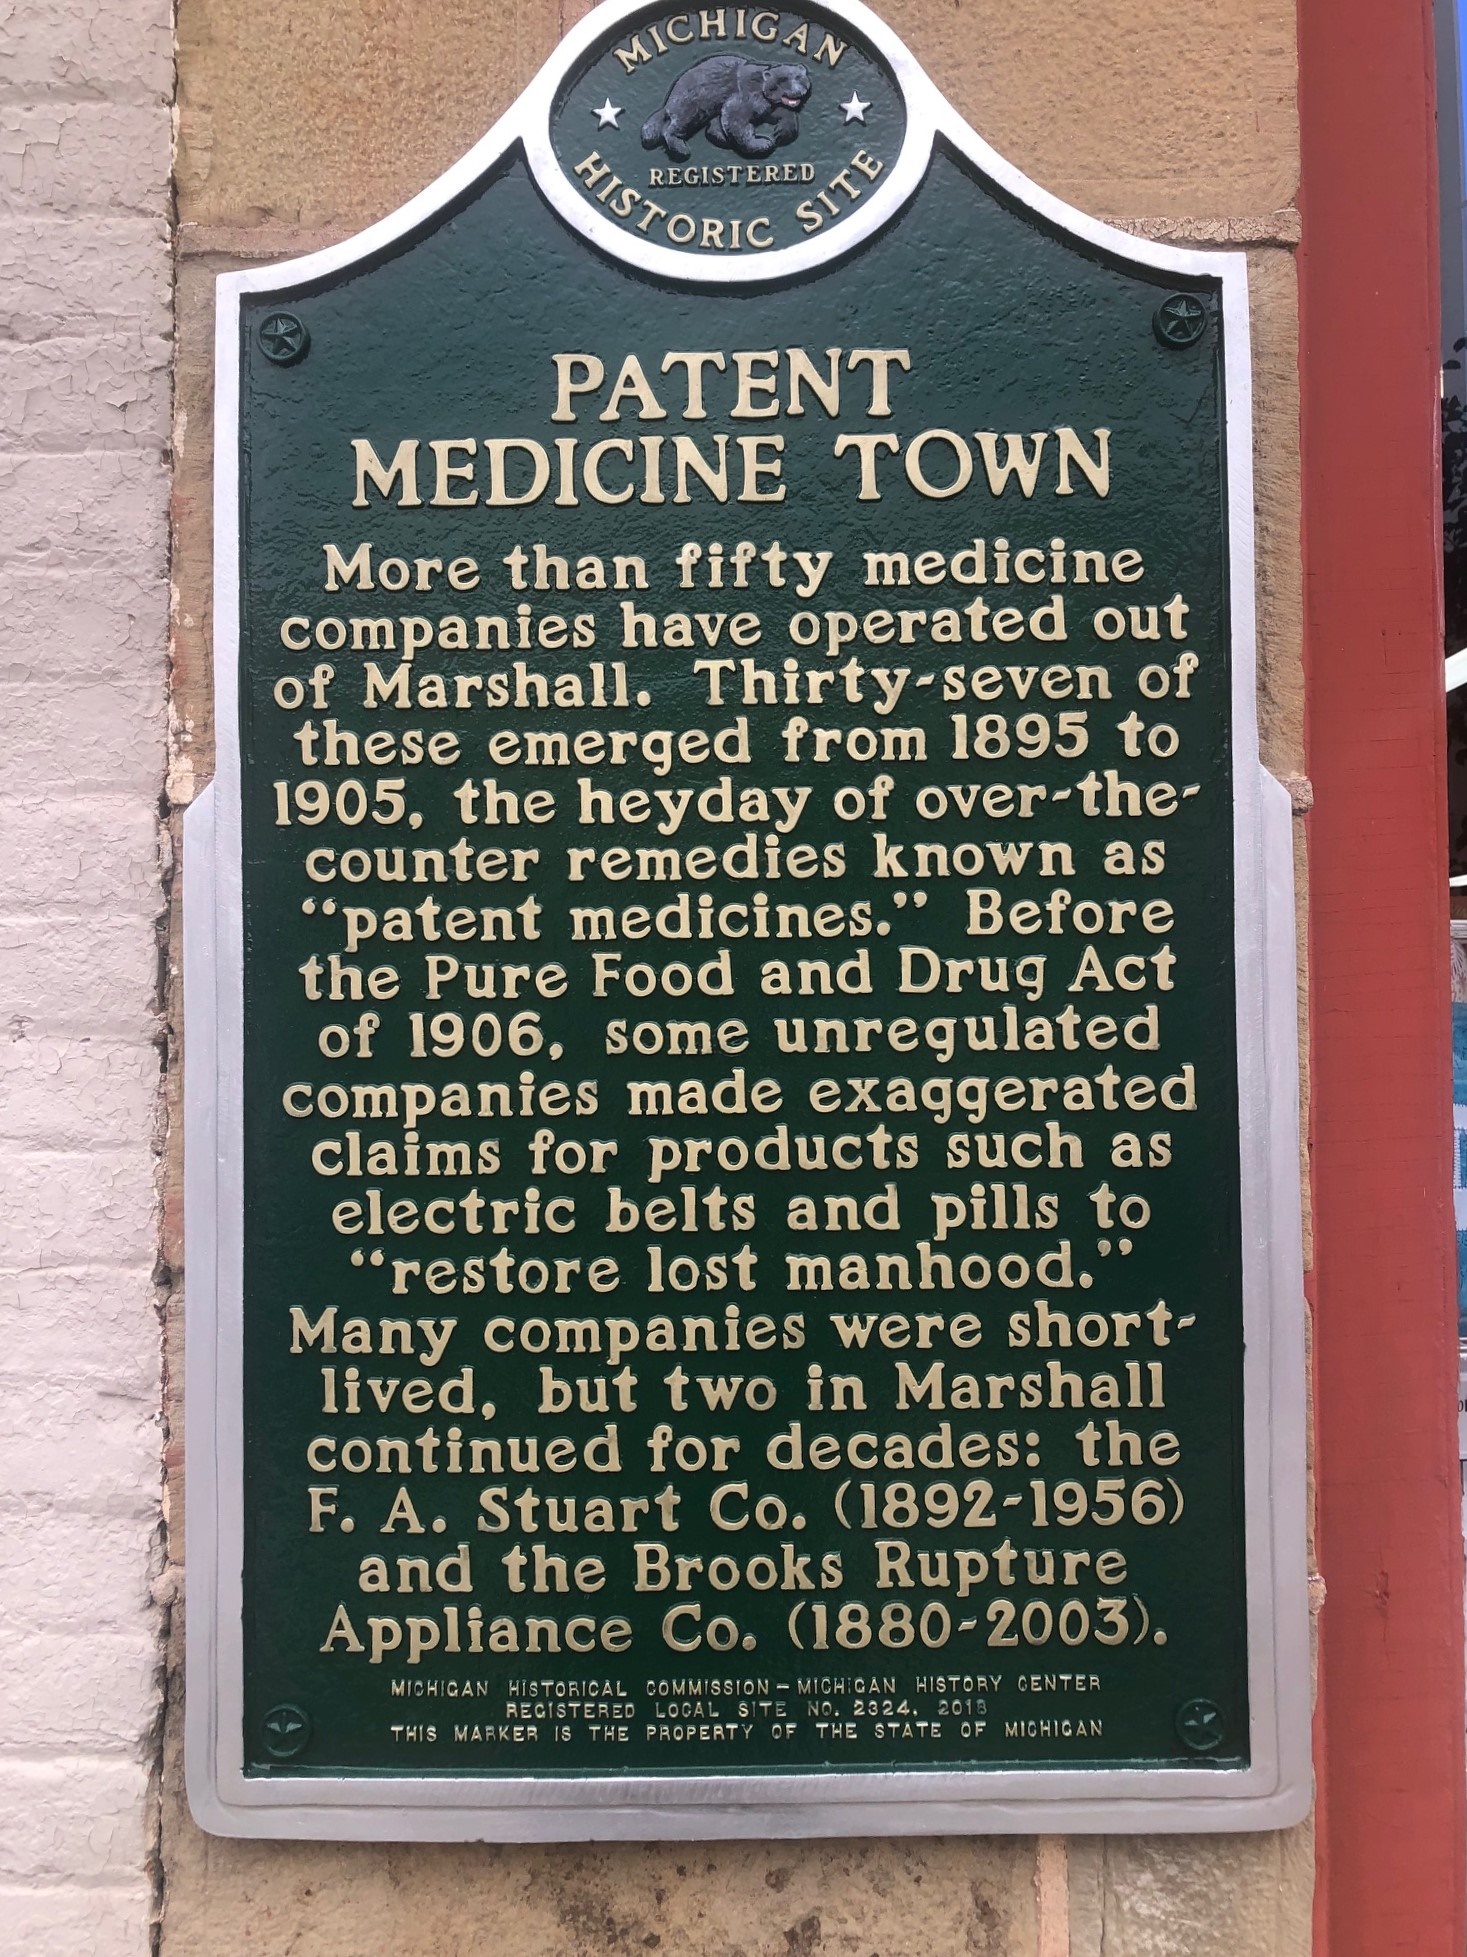 MICHIGAN
REGISTERED
HISTORIC SITE
PATENT
MEDICINE TOWN
More than fifty medicine
companies have operated out
of Marshall. Thirty-seven of
these emerged from 1895 to
1905, the heyday of over-the-
counter remedies known as
“patent medicines.” Before
the Pure Food and Drug Act
of 1906, some unregulated
companies made exaggerated
claims for products such as
electric belts and pills to
“restore lost manhood.”
Many companies were short-
lived, but two in Marshall
continued for decades: the
F. A. Stuart Co. (1892-1956)
and the Brooks Rupture
Appliance Co. (1880-2003).
MICHIGAN HISTORICAL COMMISSION – MICHIGAN HISTORY CENTER
REGISTERED LOCAL SITE NO. 2324, 2018
THIS MARKER IS THE PROPERTY OF THE STATE OF MICHIGAN